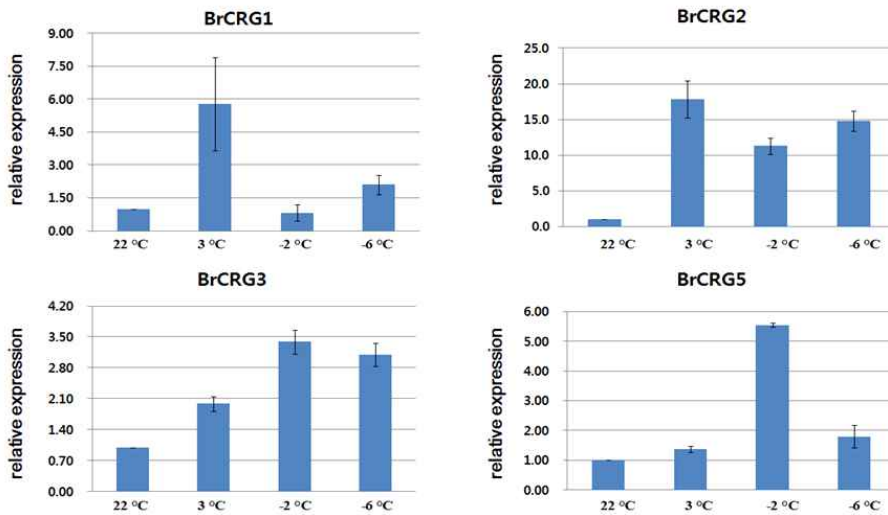 BrCRG1
relative expression
9.00
7.50
6.00
4.50
3.00
1.50
0.00
22 °C 3 °C -2 °C -6 °C
BrCRG2
relative expression
25.0
20.0
15.0
10.0
5.0
0.0
22 °C 3 °C -2 °C -6 °C
BrCRG3
relative expression
4.20
3.50
2.80
2.10
1.40
0.70
0.00
22 °C 3 °C -2 °C -6 °C
BrCRG5
relative expression
6.00
5.00
4.00
3.00
2.00
1.00
0.00
22 °C 3 °C -2 °C -6 °C